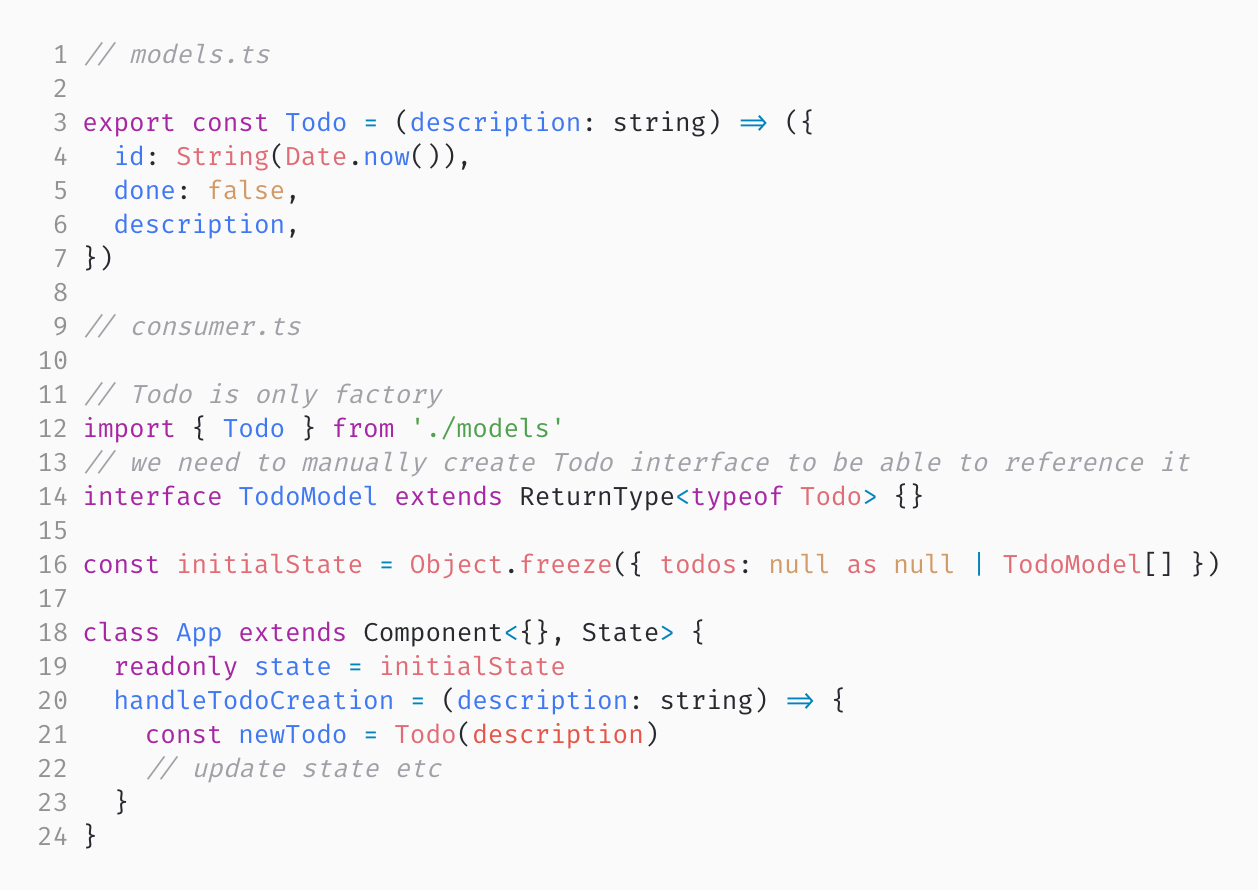 1 // models.ts
2
3 export const Todo = (description: string) => ({
4   id: String(Date.now()),
5   done: false,
6   description,
7 })
8
9 // consumer.ts
10
11 // Todo is only factory
12 import { Todo } from './models'
13 // we need to manually create Todo interface to be able to reference it
14 interface TodoModel extends ReturnType<typeof Todo> {}
15
16 const initialState = Object.freeze({ todos: null as null | TodoModel[] })
17
18 class App extends Component<{}, State> {
19   readonly state = initialState
20   handleTodoCreation = (description: string) => {
21     const newTodo = Todo(description)
22     // update state etc
23   }
24 }